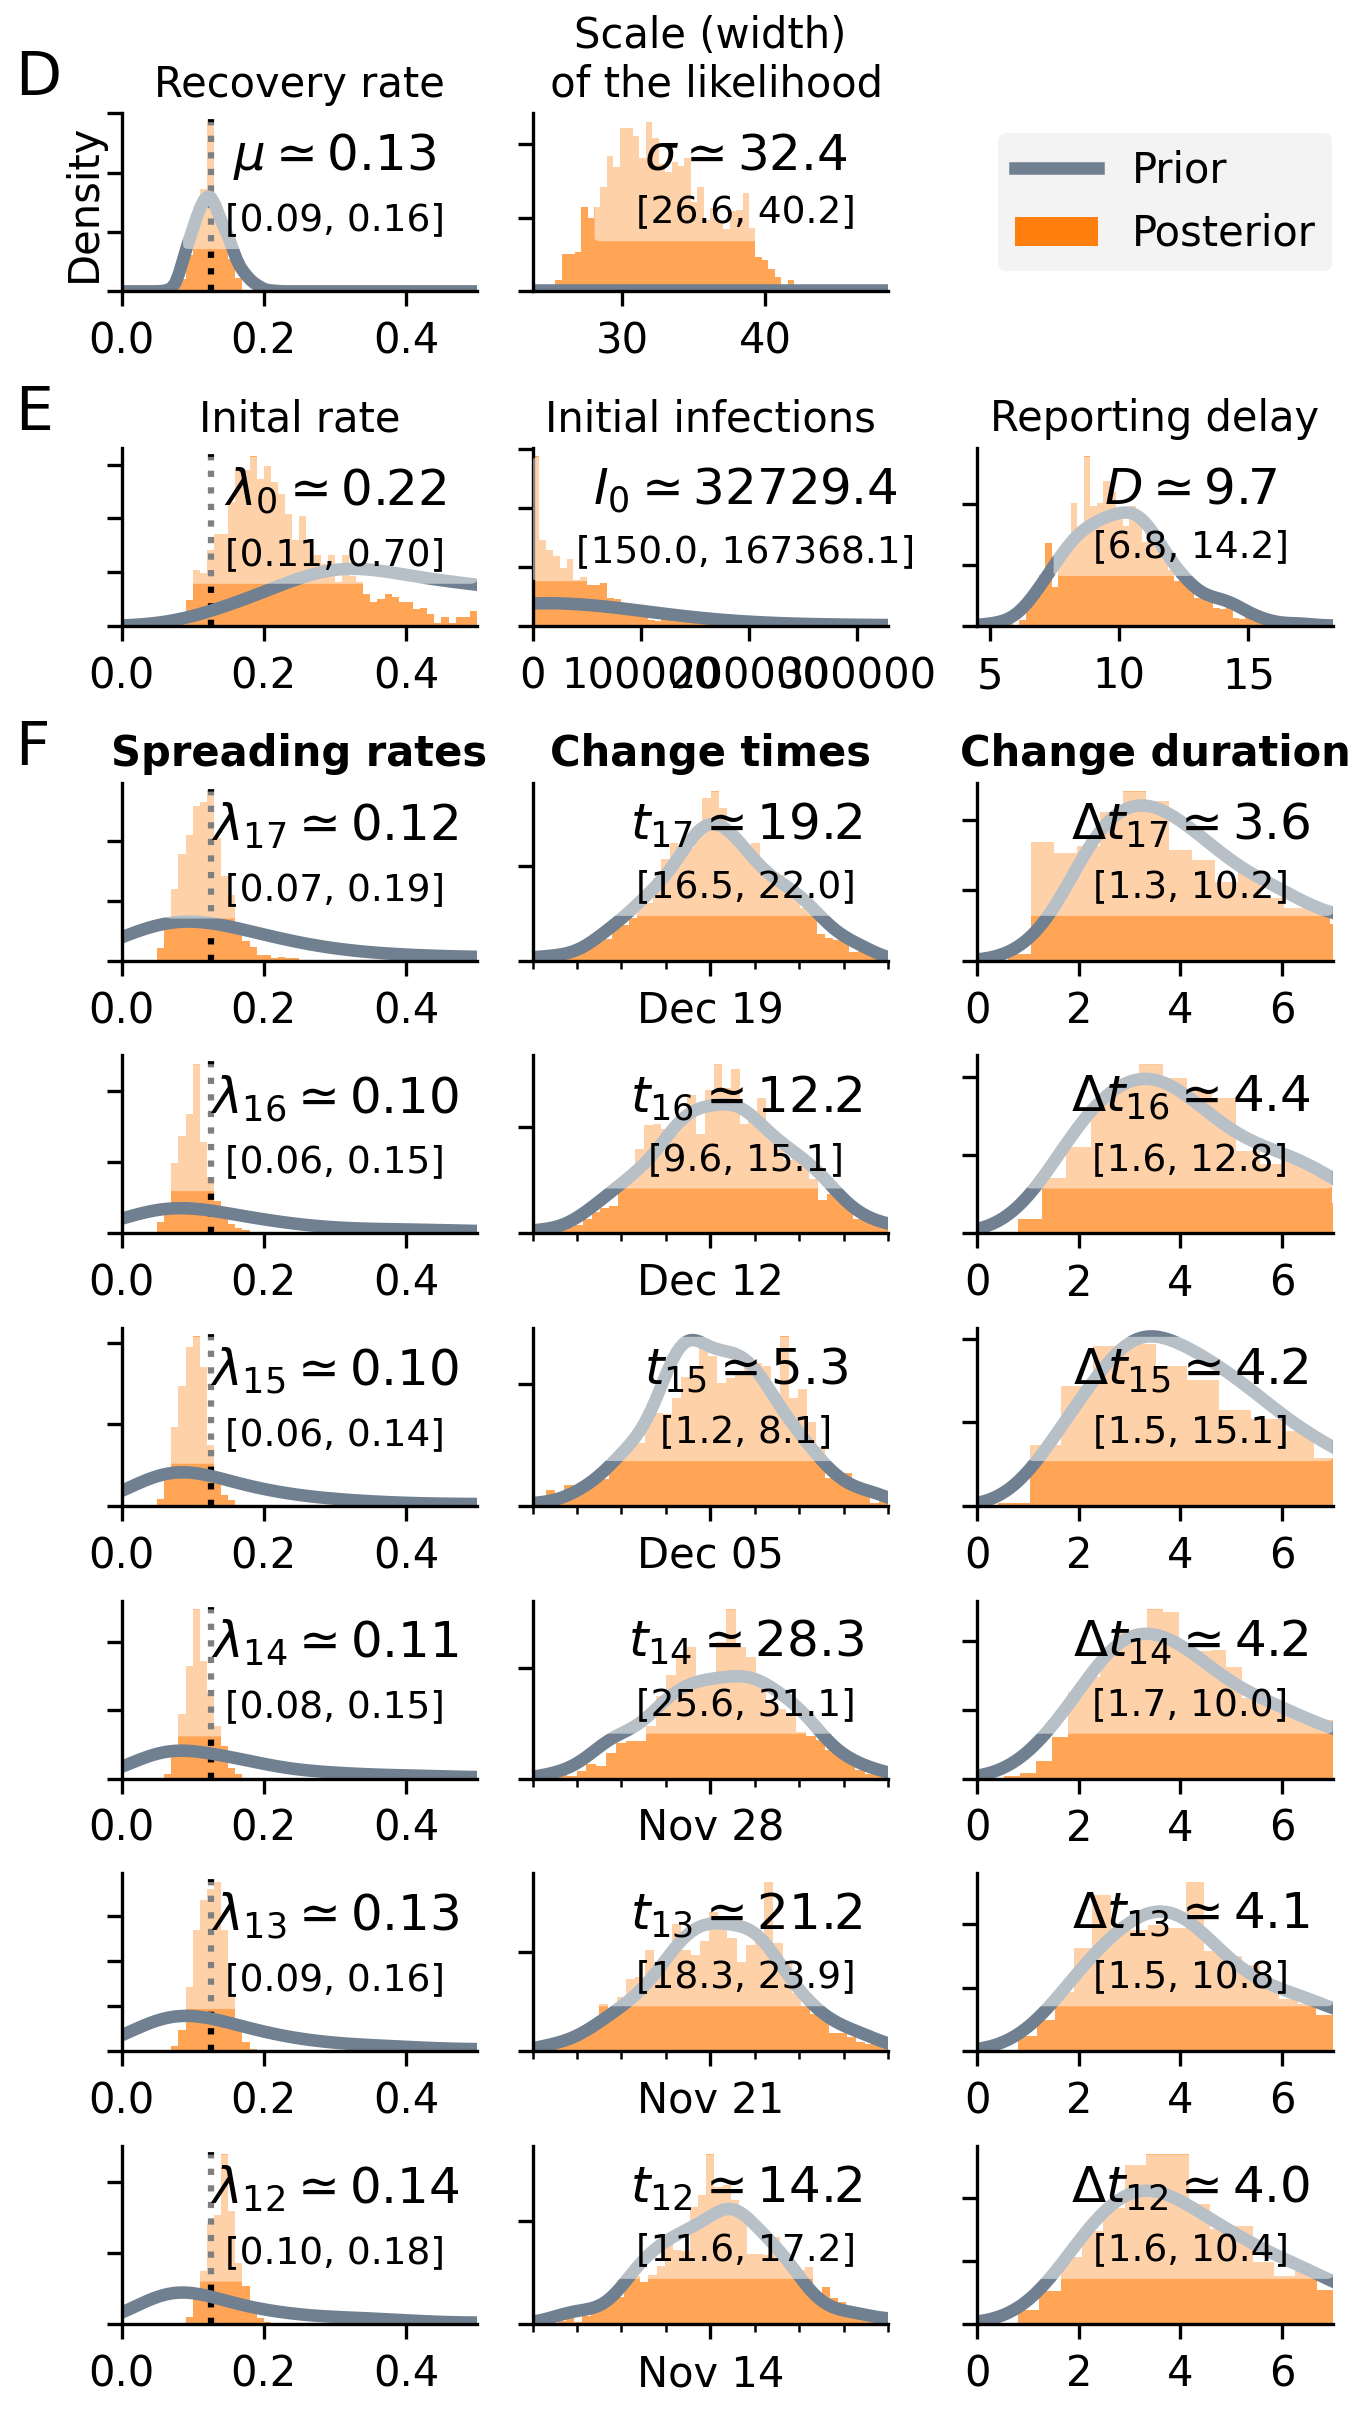 D
Recovery rate
Scale (width)
of the likelihood
Density
μ ≃ 0.13
[0.09, 0.16]
σ ≃ 32.4
[26.6, 40.2]
Prior
Posterior
0.0 0.2 0.4
30 40
E
Inital rate
Initial infections
Reporting delay
λ0 ≃ 0.22
[0.11, 0.70]
I0 ≃ 32729.4
[150.0, 167368.1]
D ≃ 9.7
[6.8, 14.2]
0.0 0.2 0.4
0 100000 200000 300000
5 10 15
F
Spreading rates
Change times
Change duration
λ17 ≃ 0.12
[0.07, 0.19]
t17 ≃ 19.2
[16.5, 22.0]
Δt17 ≃ 3.6
[1.3, 10.2]
0.0 0.2 0.4
Dec 19
0 2 4 6
λ16 ≃ 0.10
[0.06, 0.15]
t16 ≃ 12.2
[9.6, 15.1]
Δt16 ≃ 4.4
[1.6, 12.8]
0.0 0.2 0.4
Dec 12
0 2 4 6
λ15 ≃ 0.10
[0.06, 0.14]
t15 ≃ 5.3
[1.2, 8.1]
Δt15 ≃ 4.2
[1.5, 15.1]
0.0 0.2 0.4
Dec 05
0 2 4 6
λ14 ≃ 0.11
[0.08, 0.15]
t14 ≃ 28.3
[25.6, 31.1]
Δt14 ≃ 4.2
[1.7, 10.0]
0.0 0.2 0.4
Nov 28
0 2 4 6
λ13 ≃ 0.13
[0.09, 0.16]
t13 ≃ 21.2
[18.3, 23.9]
Δt13 ≃ 4.1
[1.5, 10.8]
0.0 0.2 0.4
Nov 21
0 2 4 6
λ12 ≃ 0.14
[0.10, 0.18]
t12 ≃ 14.2
[11.6, 17.2]
Δt12 ≃ 4.0
[1.6, 10.4]
0.0 0.2 0.4
Nov 14
0 2 4 6